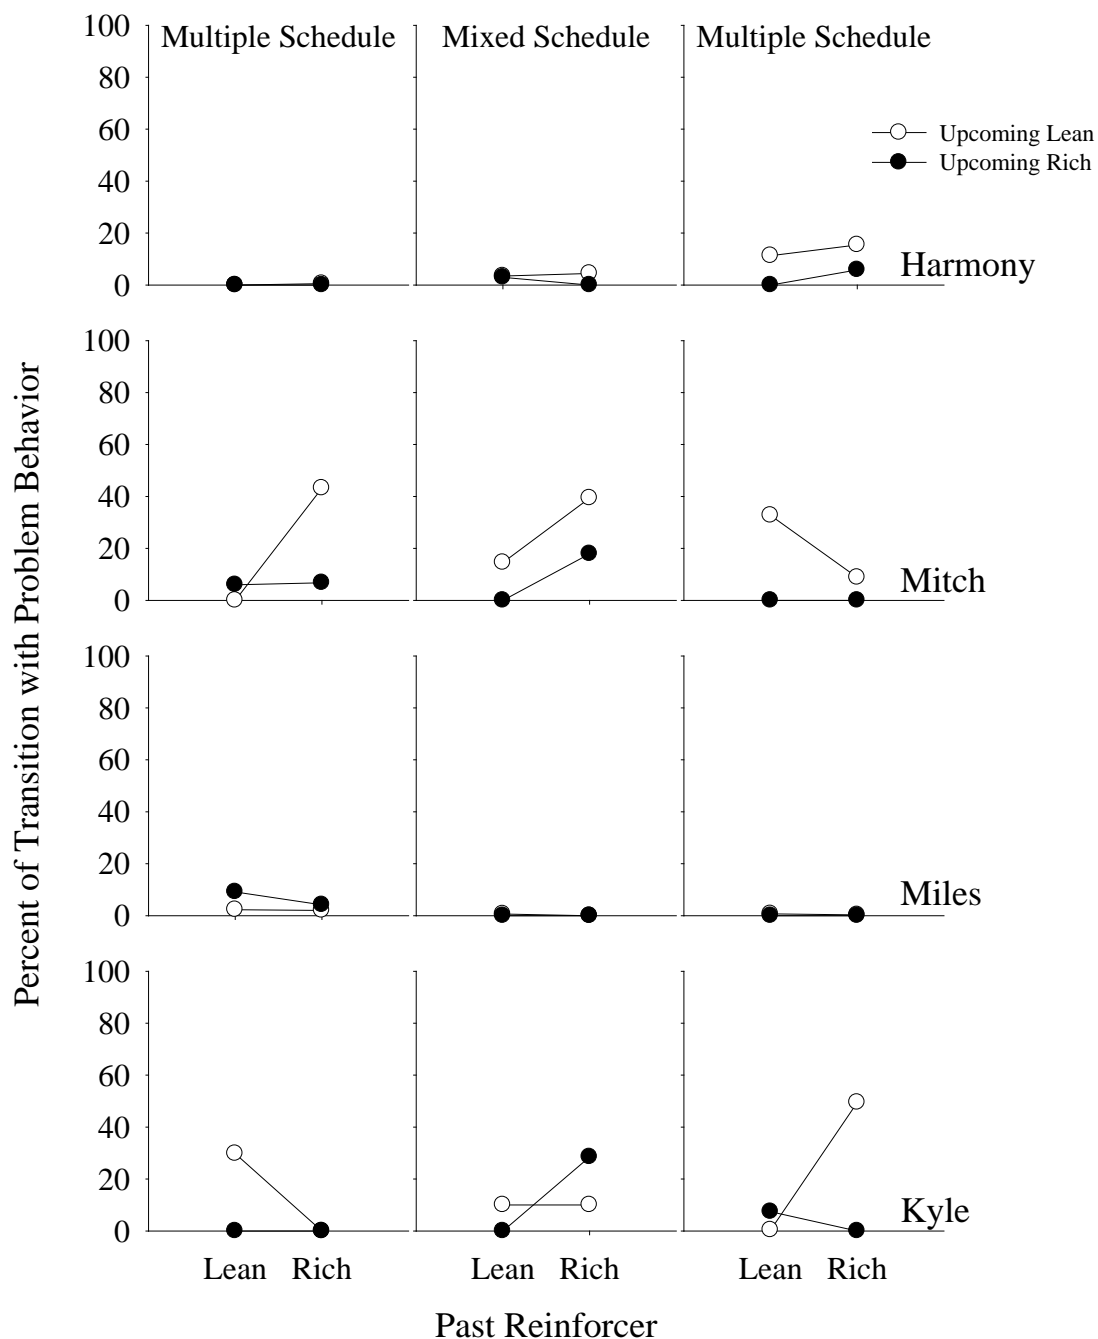 Multiple Schedule Mixed Schedule Multiple Schedule
Upcoming Lean
Upcoming Rich
100
80
60
40
20
0
Harmony
100
80
60
40
20
0
Mitch
100
80
60
40
20
0
Miles
100
80
60
40
20
0
Kyle
Percent of Transition with Problem Behavior
Lean Rich Lean Rich Lean Rich
Past Reinforcer